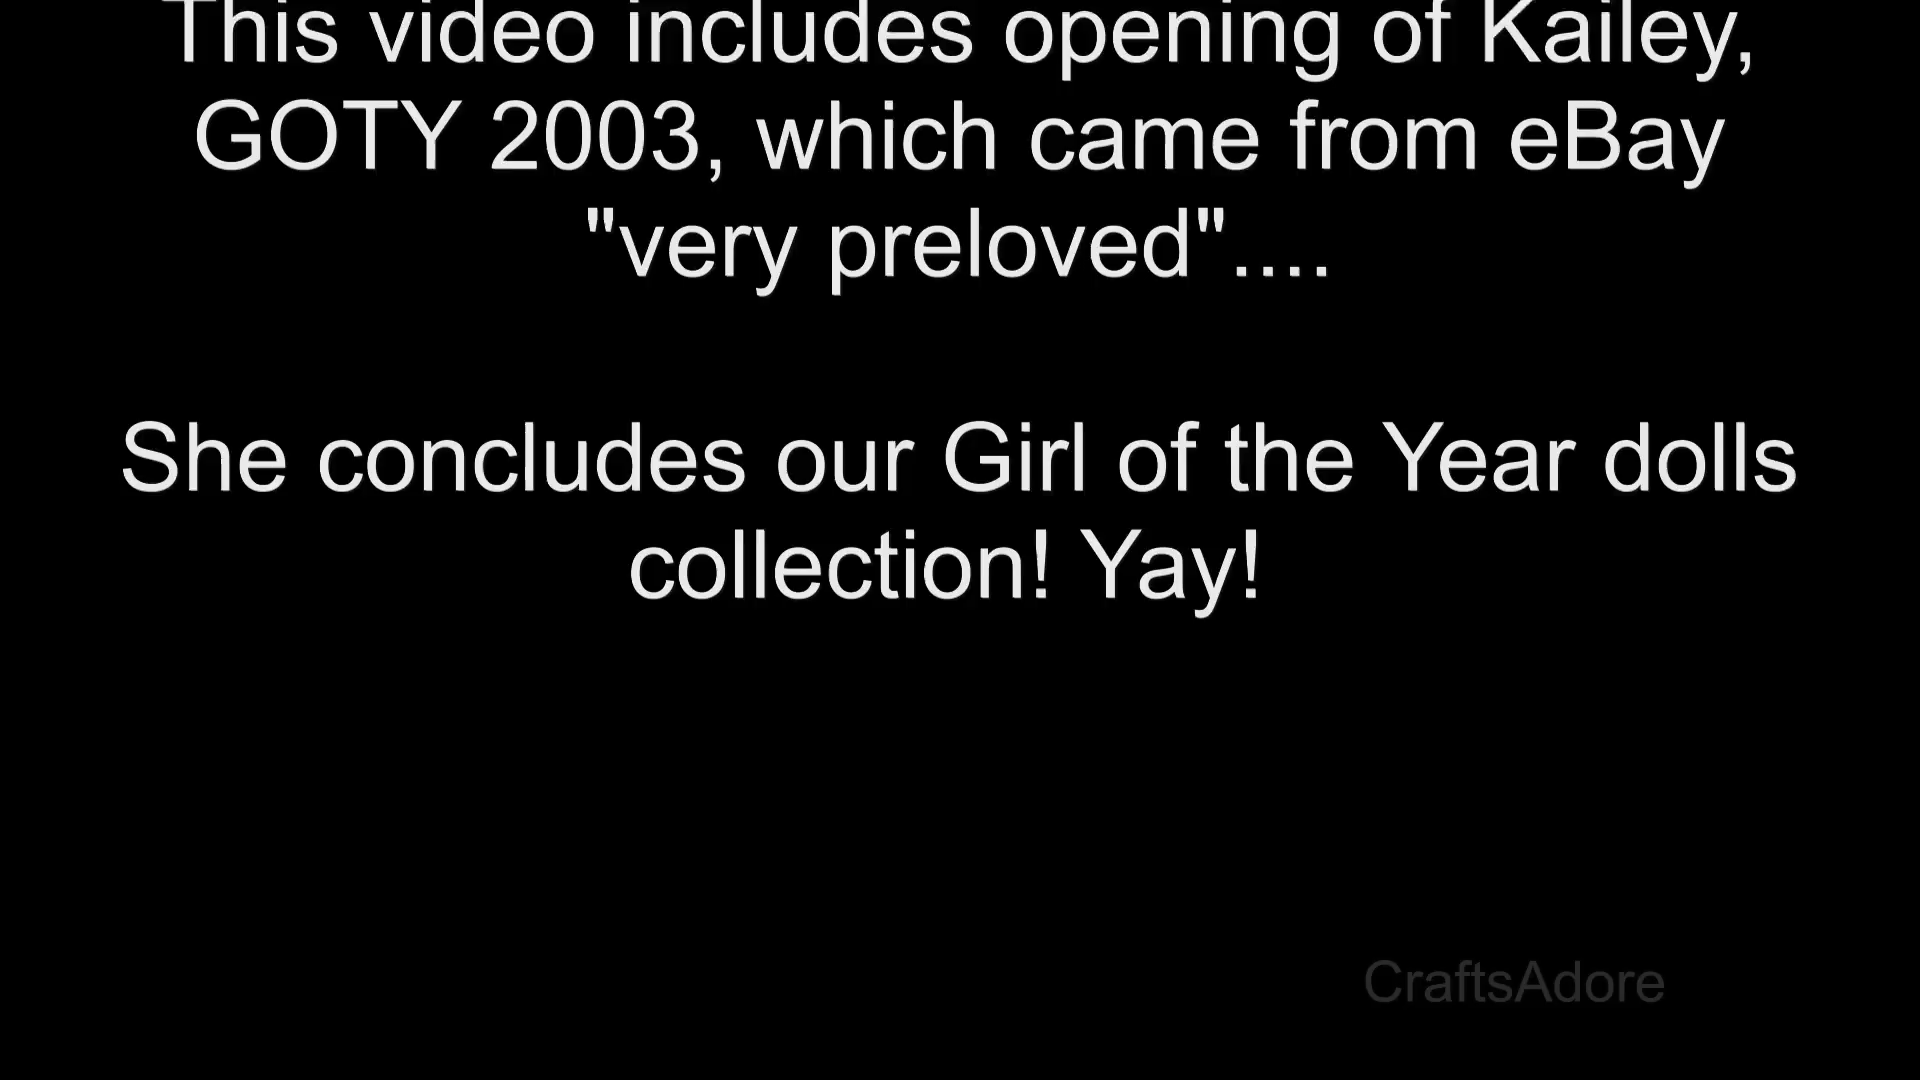 This video includes opening of Kailey,
GOTY 2003, which came from eBay
"very preloved"....
She concludes our Girl of the Year dolls
collection! Yay!
CraftsAdore